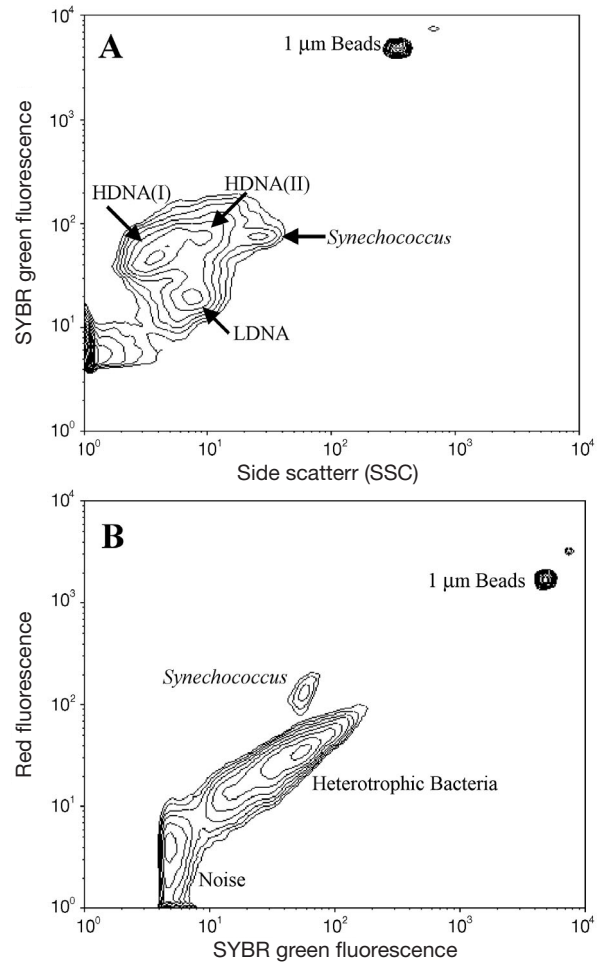 A
10⁴
10³
10²
10¹
10⁰
SYBR green fluorescence
1 µm Beads
HDNA(I)
HDNA(II)
Synechococcus
LDNA
10⁰
10¹
10²
10³
10⁴
Side scatterr (SSC)
B
10⁴
10³
10²
10¹
10⁰
Red fluorescence
1 µm Beads
Synechococcus
Heterotrophic Bacteria
Noise
10⁰
10¹
10²
10³
10⁴
SYBR green fluorescence